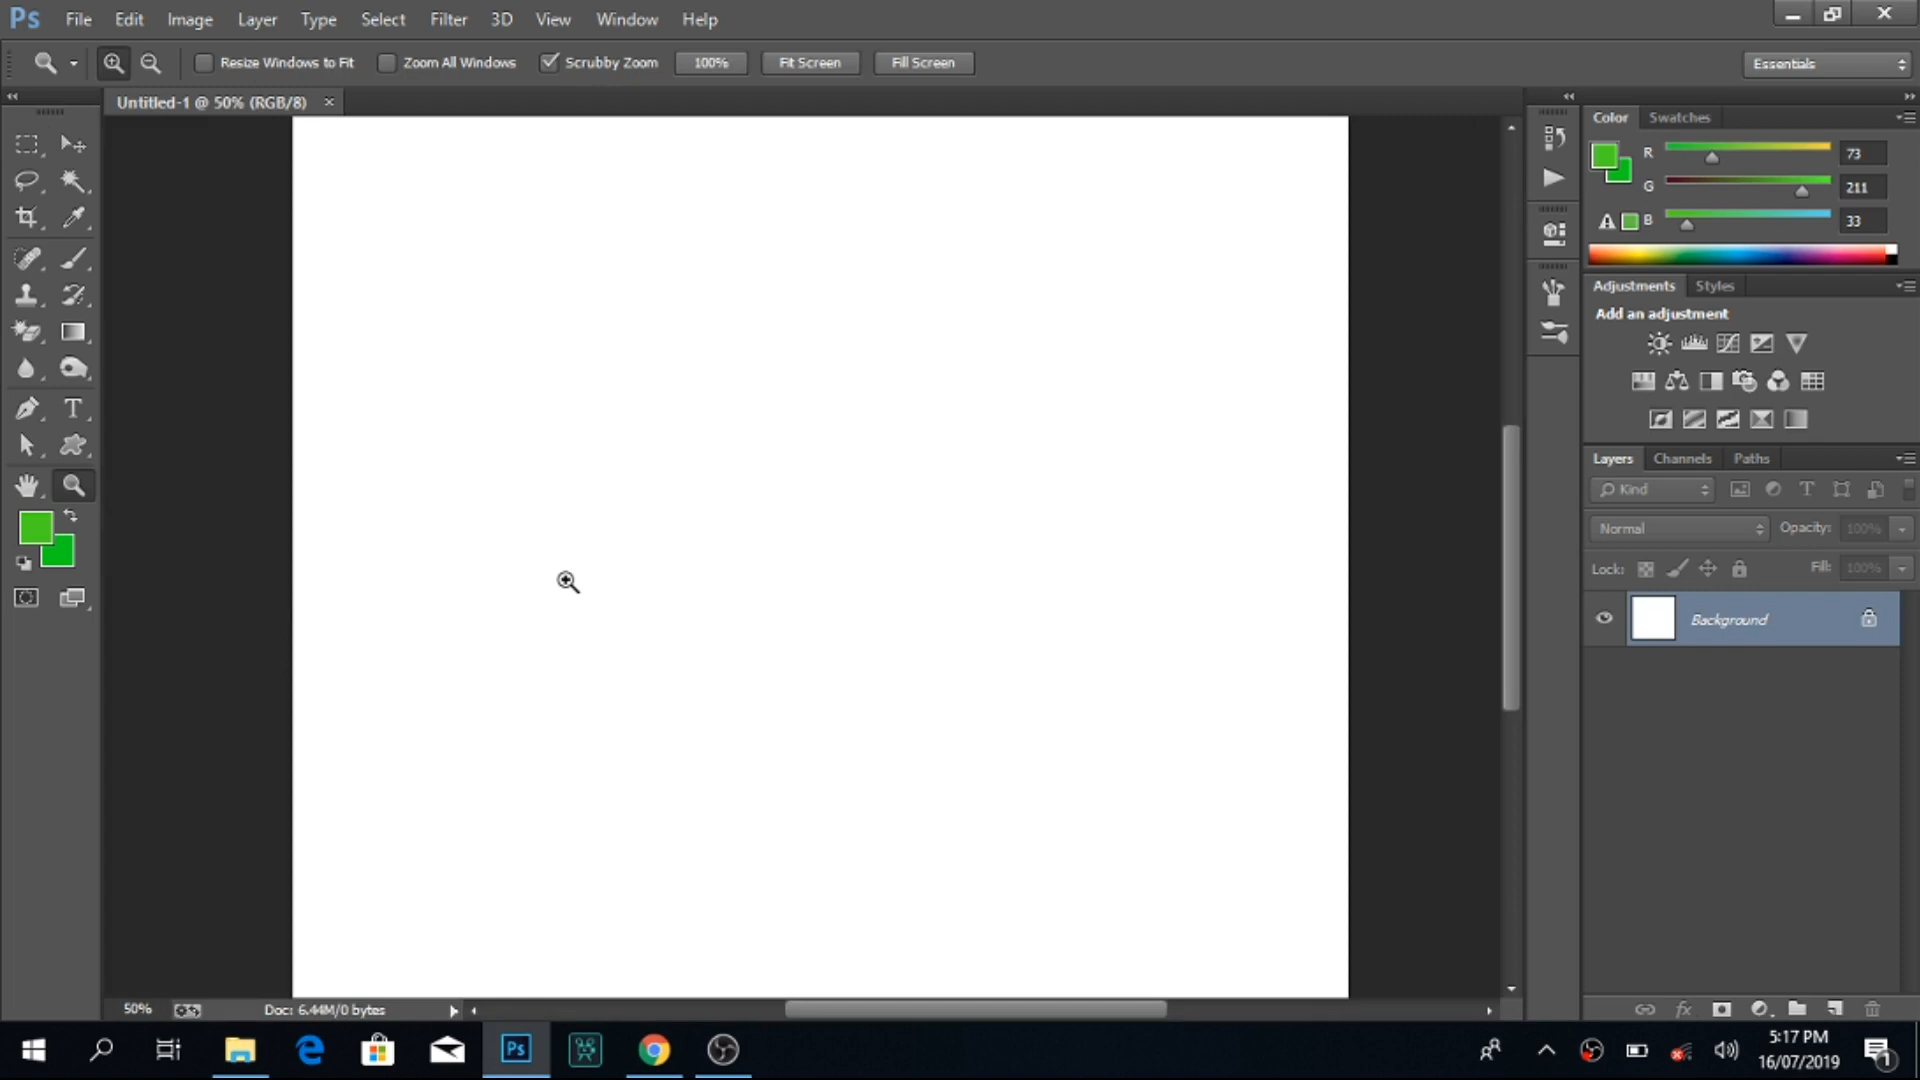 Ps File Edit Image Layer Type Select Filter 3D View Window Help
Resize Windows to Fit Zoom All Windows Scrubby Zoom 100% Fit Screen Fill Screen Essentials
Untitled-1 @ 50% (RGB/8) ×
Color Swatches
R 73
G 211
B 33
Adjustments Styles
Add an adjustment
Layers Channels Paths
Kind
Normal Opacity: 100%
Lock: Fill: 100%
Background
50% Doc: 6.44M/0 bytes
Ps
5:17 PM
16/07/2019
1